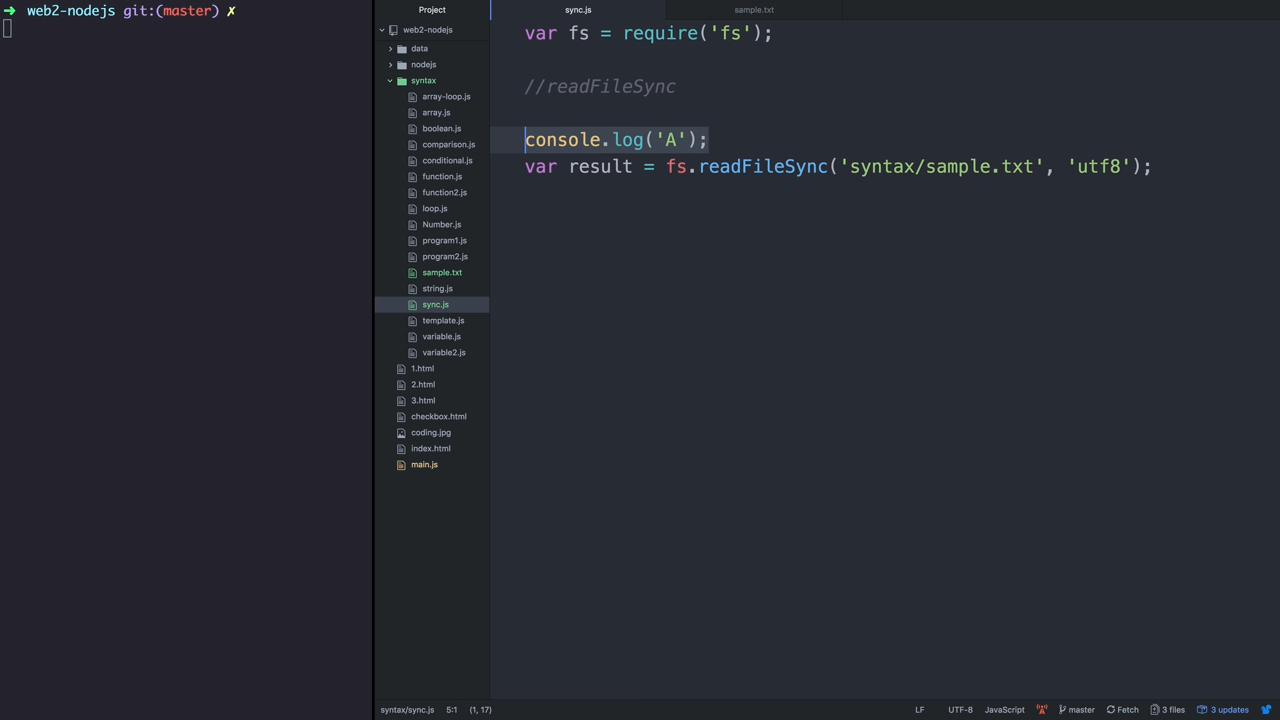 ➜ web2-nodejs git:(master) ✗
Project
web2-nodejs
data
nodejs
syntax
array-loop.js
array.js
boolean.js
comparison.js
conditional.js
function.js
function2.js
loop.js
Number.js
program1.js
program2.js
sample.txt
string.js
sync.js
template.js
variable.js
variable2.js
1.html
2.html
3.html
checkbox.html
coding.jpg
index.html
main.js
sync.js
sample.txt
var fs = require('fs');
//readFileSync
console.log('A');
var result = fs.readFileSync('syntax/sample.txt', 'utf8');
syntax/sync.js 5:1 (1, 17) LF UTF-8 JavaScript master Fetch 3 files 3 updates